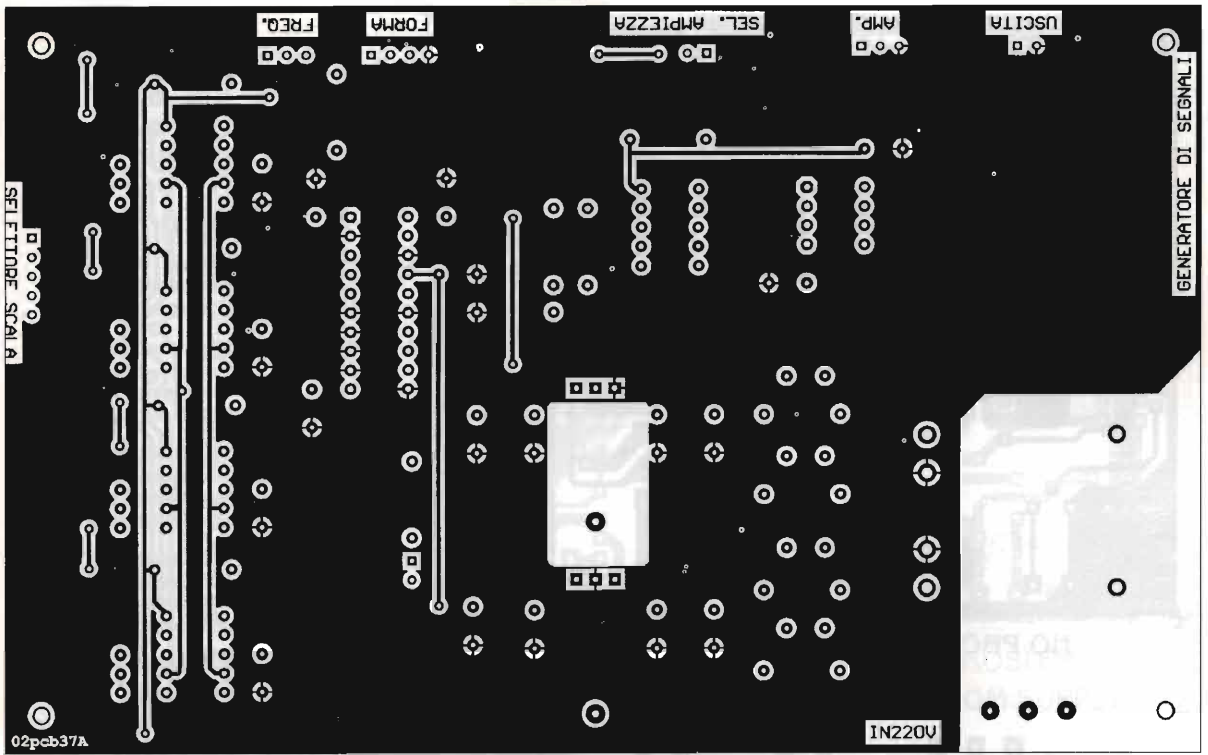 FREQ.
FORMA
SEL. AMPIEZZA
AMP.
USCITA
GENERATORE DI SEGNALI
SELETTORE SCALA
IN220V
02pcb37A